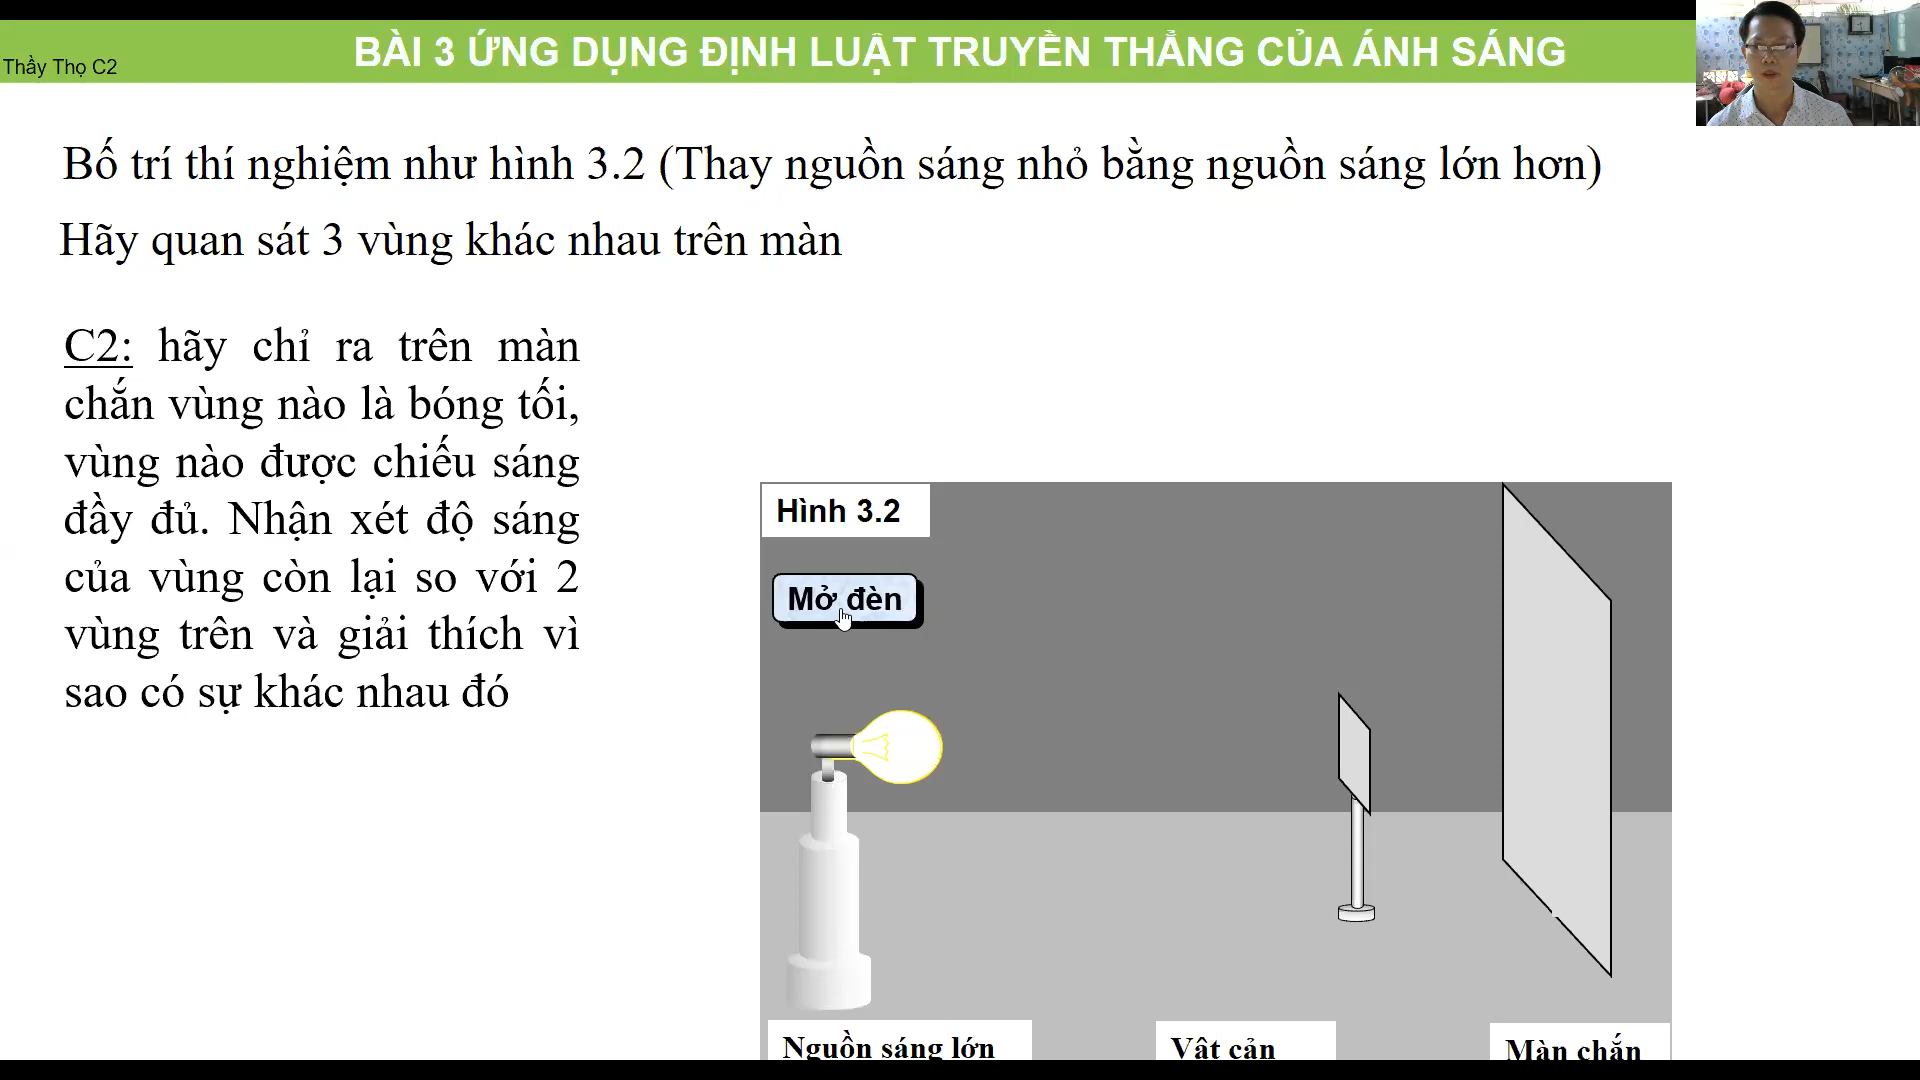 BÀI 3 ỨNG DỤNG ĐỊNH LUẬT TRUYỀN THẲNG CỦA ÁNH SÁNG
Thầy Thọ C2
Bố trí thí nghiệm như hình 3.2 (Thay nguồn sáng nhỏ bằng nguồn sáng lớn hơn)
Hãy quan sát 3 vùng khác nhau trên màn
C2: hãy chỉ ra trên màn
chắn vùng nào là bóng tối,
vùng nào được chiếu sáng
đầy đủ. Nhận xét độ sáng
của vùng còn lại so với 2
vùng trên và giải thích vì
sao có sự khác nhau đó
Hình 3.2
Mở đèn
Nguồn sáng lớn
Vật cản
Màn chắn